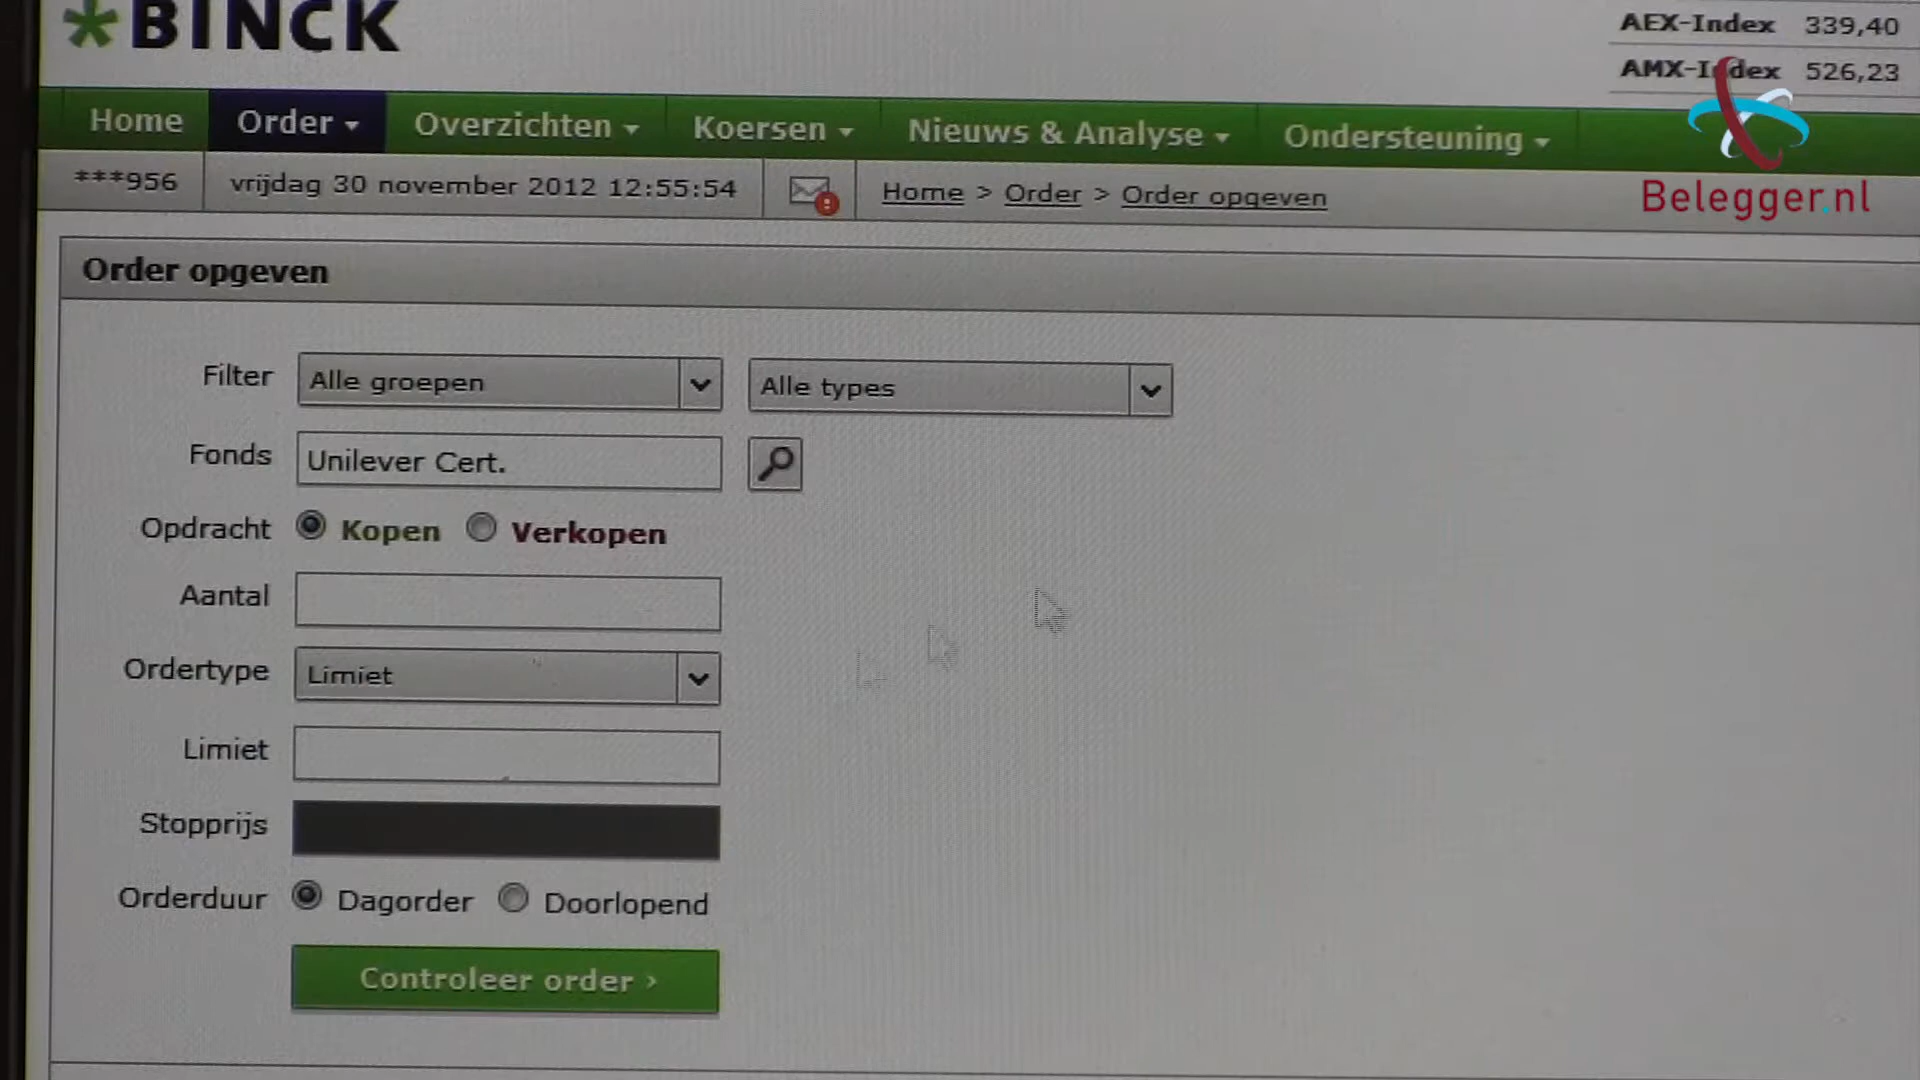 *BINCK
AEX-Index 339,40
AMX-Index 526,23
Home Order Overzichten Koersen Nieuws & Analyse Ondersteuning
***956 vrijdag 30 november 2012 12:55:54 Home > Order > Order opgeven
Belegger.nl
Order opgeven
Filter Alle groepen Alle types
Fonds Unilever Cert.
Opdracht Kopen Verkopen
Aantal
Ordertype Limiet
Limiet
Stopprijs
Orderduur Dagorder Doorlopend
Controleer order ›